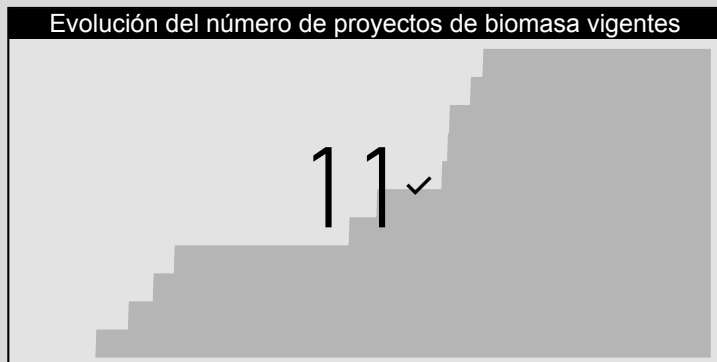 Evolución del número de proyectos de biomasa vigentes
11